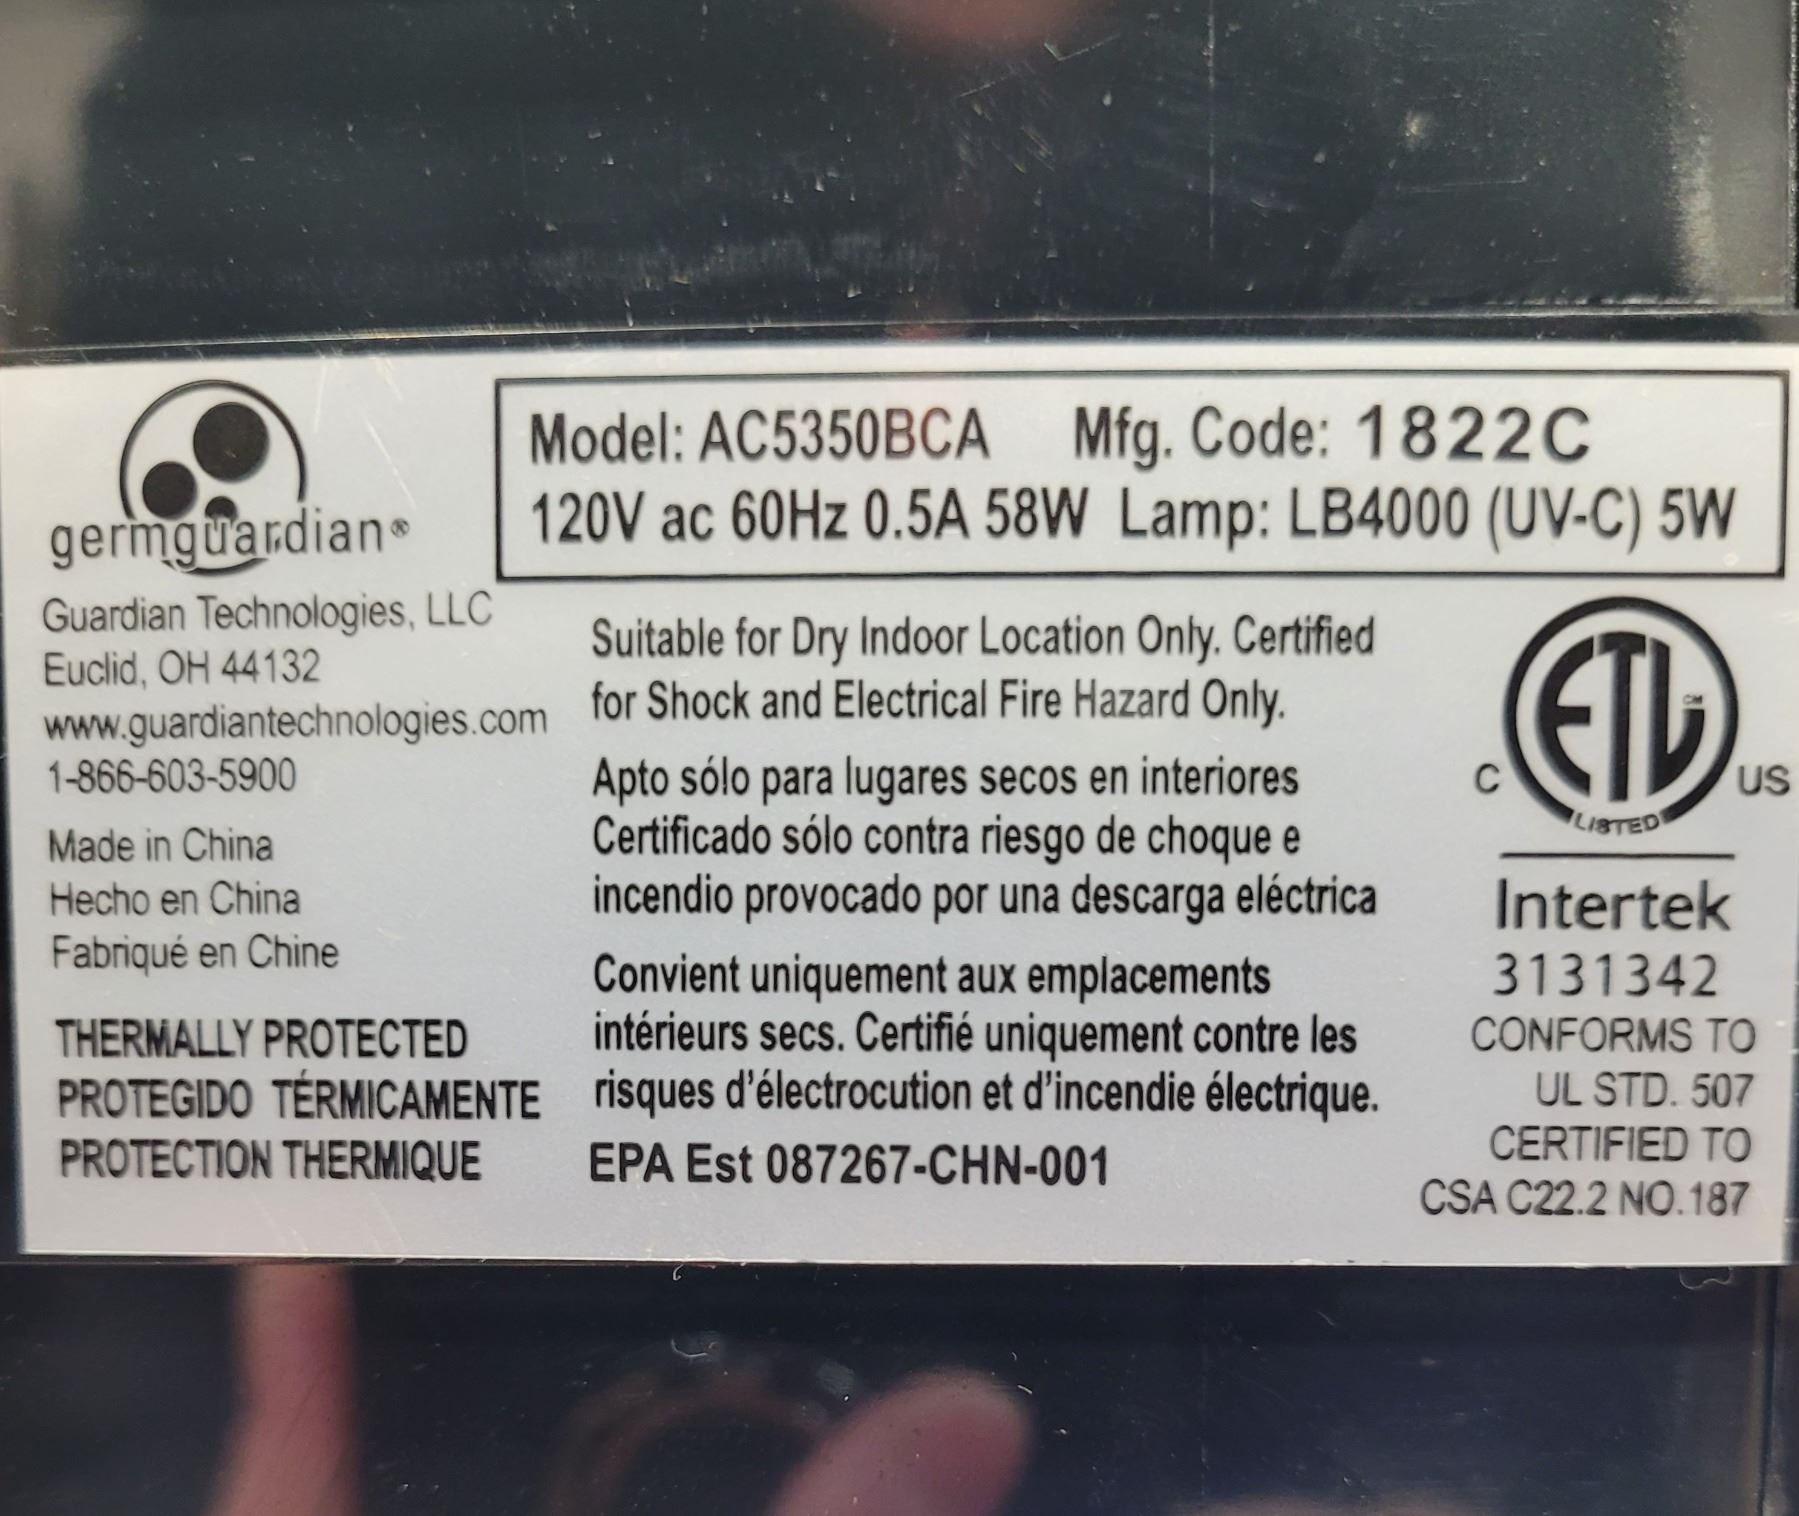 germguardian®
Model: AC5350BCA Mfg. Code: 1822C
120V ac 60Hz 0.5A 58W Lamp: LB4000 (UV-C) 5W
Guardian Technologies, LLC
Euclid, OH 44132
www.guardiantechnologies.com
1-866-603-5900
Made in China
Hecho en China
Fabriqué en Chine
THERMALLY PROTECTED
PROTEGIDO TÉRMICAMENTE
PROTECTION THERMIQUE
Suitable for Dry Indoor Location Only. Certified
for Shock and Electrical Fire Hazard Only.
Apto sólo para lugares secos en interiores
Certificado sólo contra riesgo de choque e
incendio provocado por una descarga eléctrica
Convient uniquement aux emplacements
intérieurs secs. Certifié uniquement contre les
risques d'électrocution et d'incendie électrique.
EPA Est 087267-CHN-001
ETL CM
C US
LISTED
Intertek
3131342
CONFORMS TO
UL STD. 507
CERTIFIED TO
CSA C22.2 NO.187